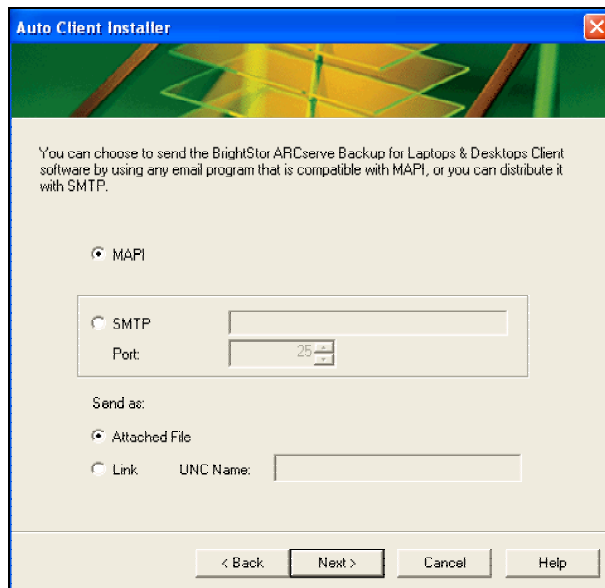 Auto Client Installer
You can choose to send the BrightStor ARCserve Backup for Laptops & Desktops Client
software by using any email program that is compatible with MAPI, or you can distribute it
with SMTP.
MAPI
SMTP
Port: 25
Send as:
Attached File
Link UNC Name:
< Back Next > Cancel Help